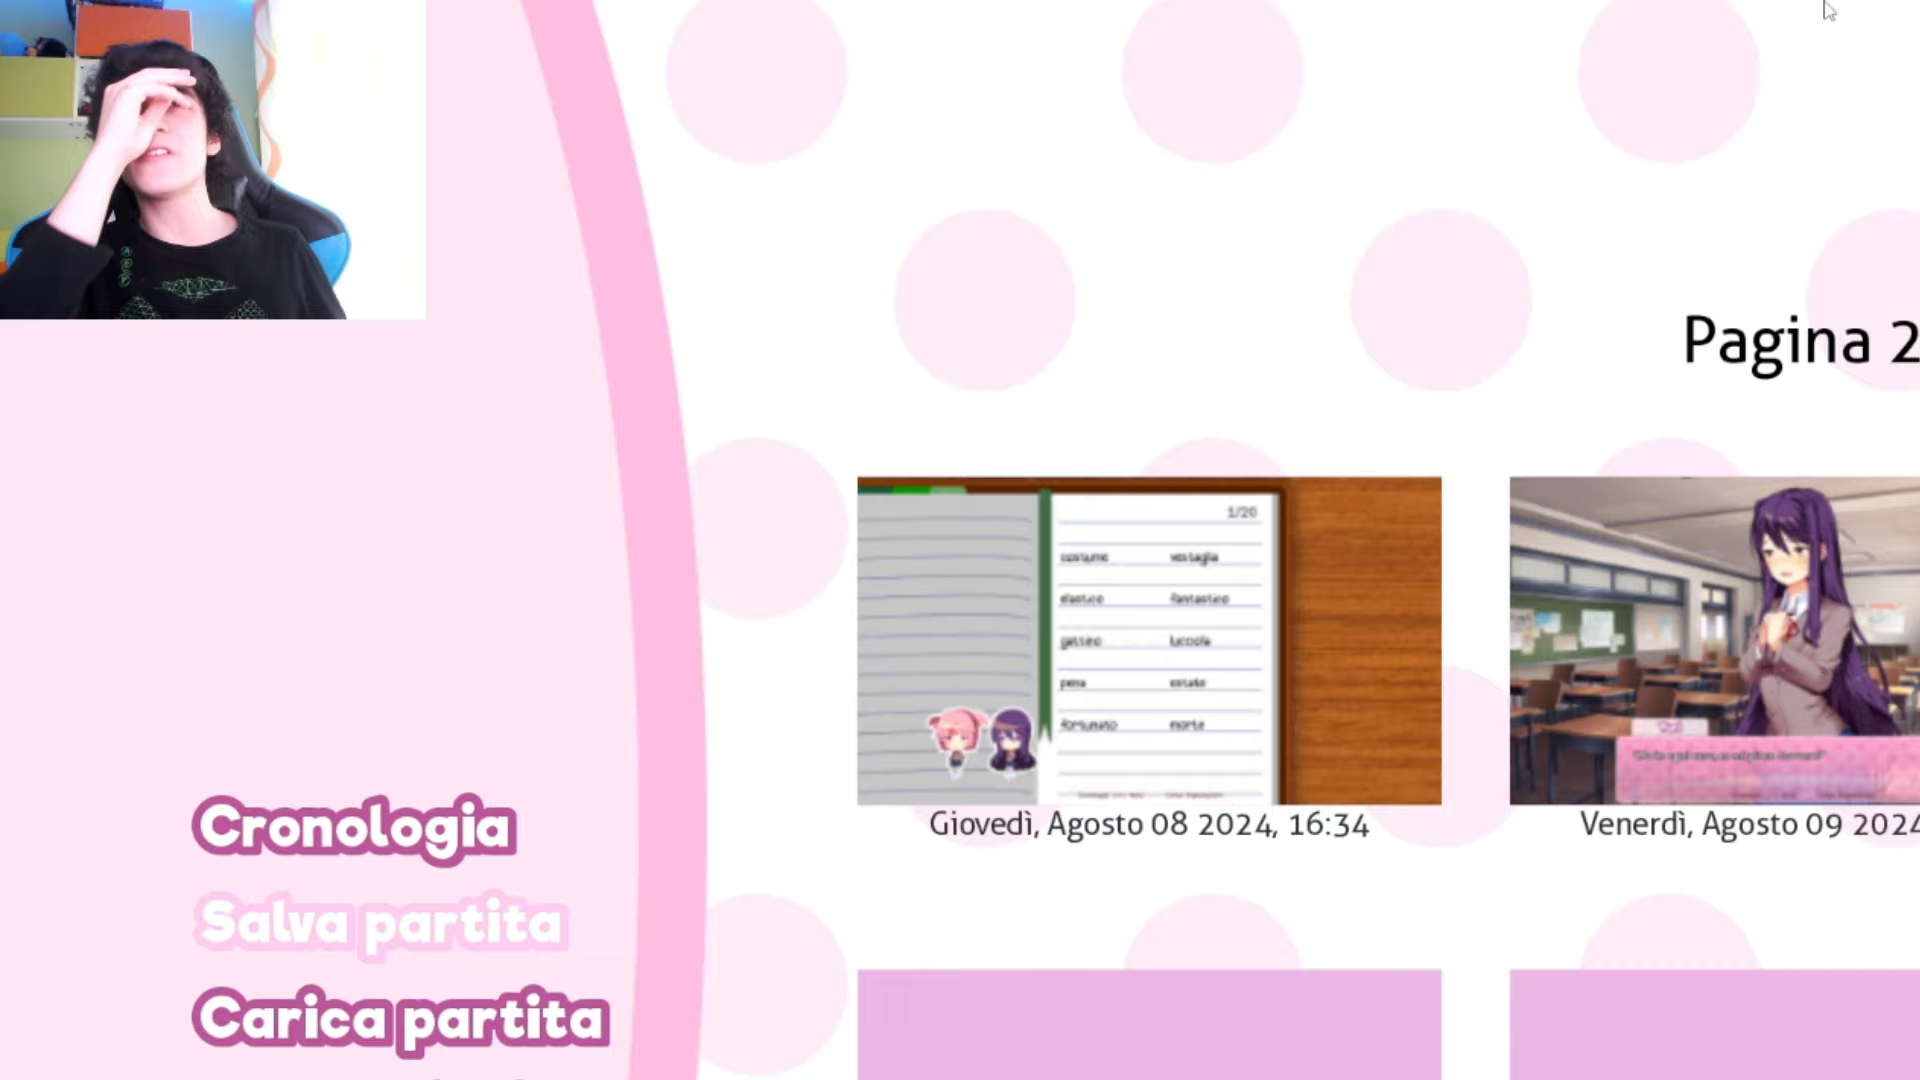 Pagina 2
1/20
costume vestaglia
elastico fantastico
gattino lucciola
pena estate
fortunato morte
Giovedì, Agosto 08 2024, 16:34
Venerdì, Agosto 09 2024
Cronologia
Salva partita
Carica partita